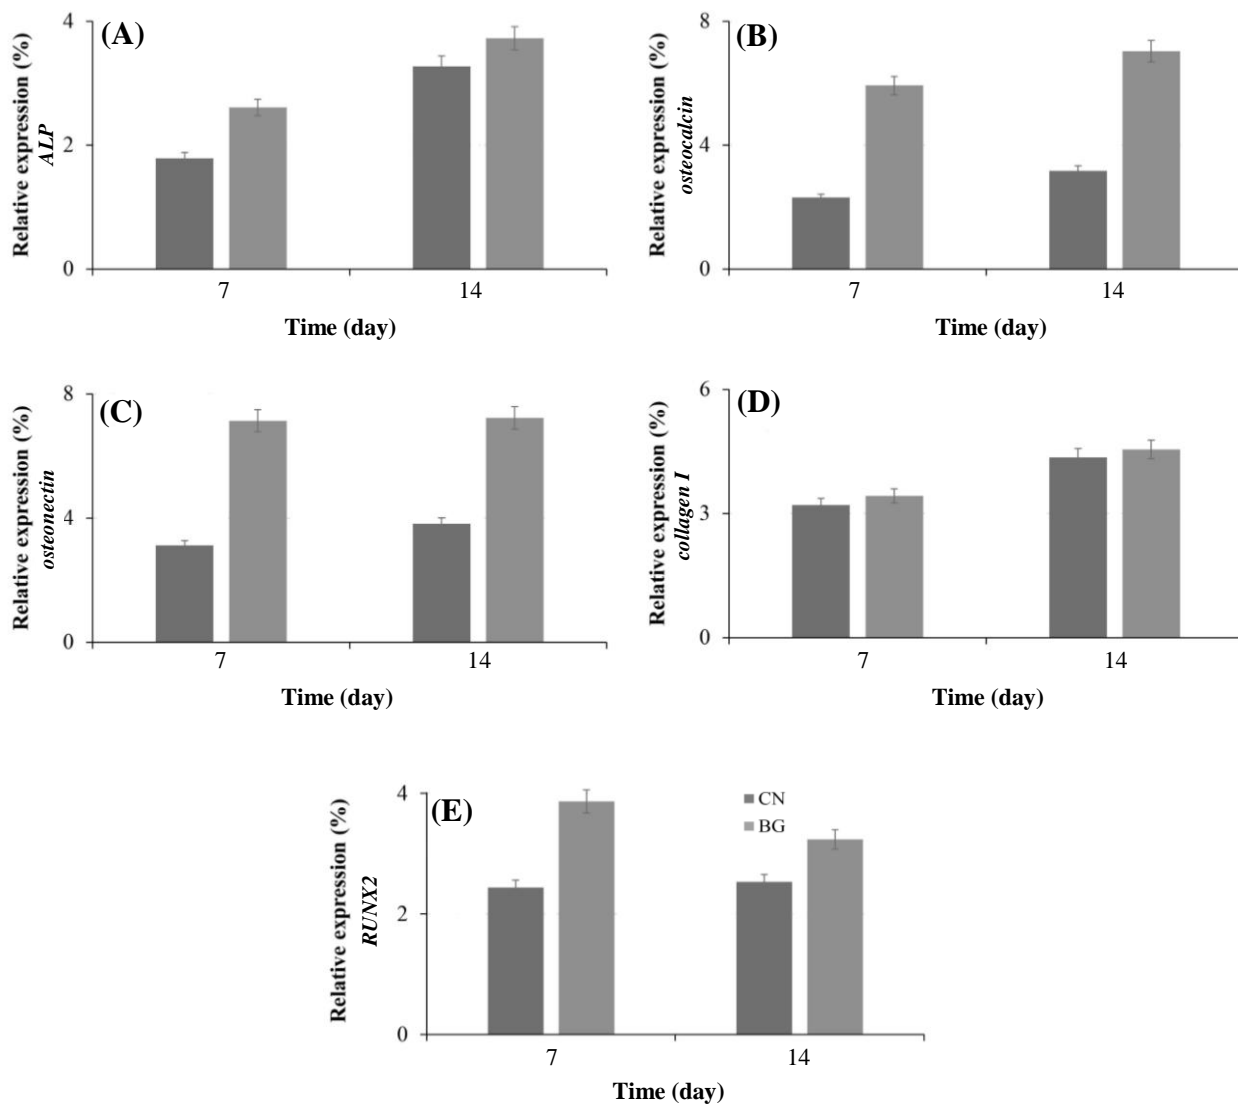 (A)
Relative expression (%)
ALP
4
2
0
7
14
Time (day)
(B)
Relative expression (%)
osteocalcin
8
4
0
7
14
Time (day)
(C)
Relative expression (%)
osteonectin
8
4
0
7
14
Time (day)
(D)
Relative expression (%)
collagen I
6
3
0
7
14
Time (day)
(E)
Relative expression (%)
RUNX2
4
2
0
CN
BG
7
14
Time (day)